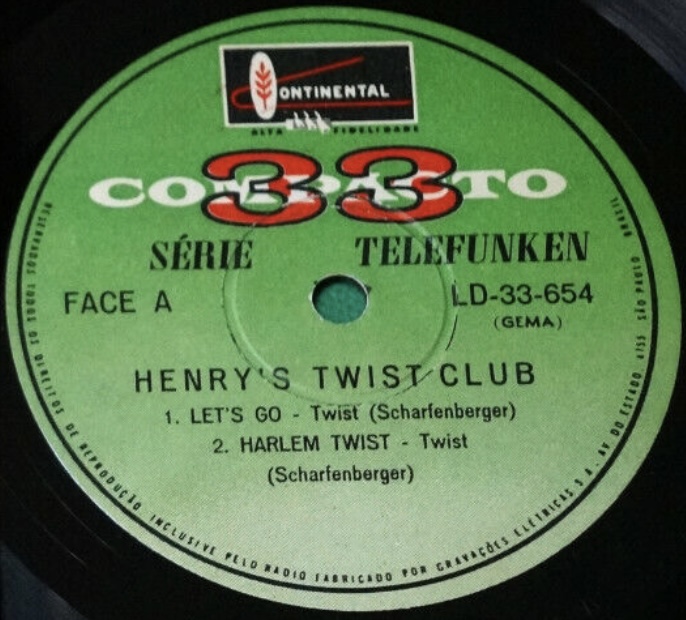 CONTINENTAL
ALTA FIDELIDADE
COMPACTO
33
SÉRIE TELEFUNKEN
FACE A
LD-33-654
(GEMA)
HENRY'S TWIST CLUB
1. LET'S GO - Twist (Scharfenberger)
2. HARLEM TWIST - Twist
(Scharfenberger)
RESERVADOS TODOS OS DIREITOS DE REPRODUÇÃO INCLUSIVE PELO RADIO FABRICADO POR GRAVAÇÕES ELÉTRICAS, S. A. AV DO ESTADO 4755 SÃO PAULO BRASIL